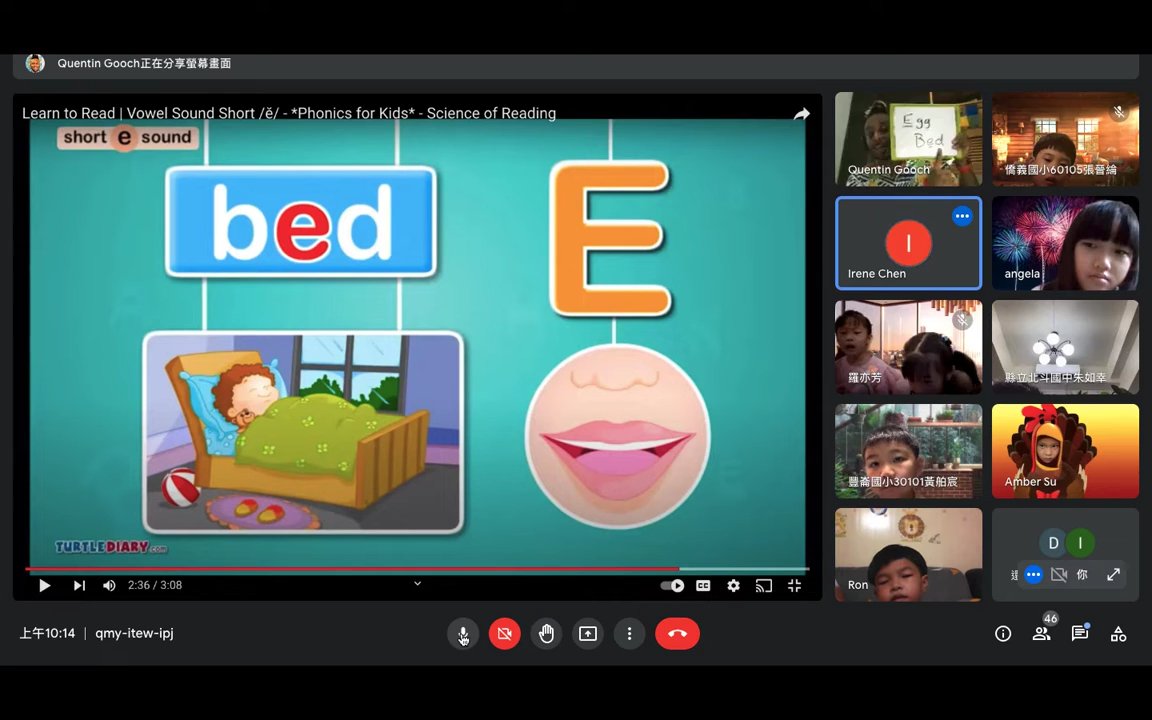 Quentin Gooch正在分享螢幕畫面
Learn to Read | Vowel Sound Short /ĕ/ - *Phonics for Kids* - Science of Reading
short e sound
bed
E
TURTLEDIARY.com
2:36 / 3:08
Egg
Bed
Quentin Gooch
僑義國小60105張晉綸
I
Irene Chen
angela
羅亦芳
縣立北斗國中朱如幸
豐崙國小30101黃舶宸
Amber Su
Ron
D
I
你
上午10:14
qmy-itew-ipj
46